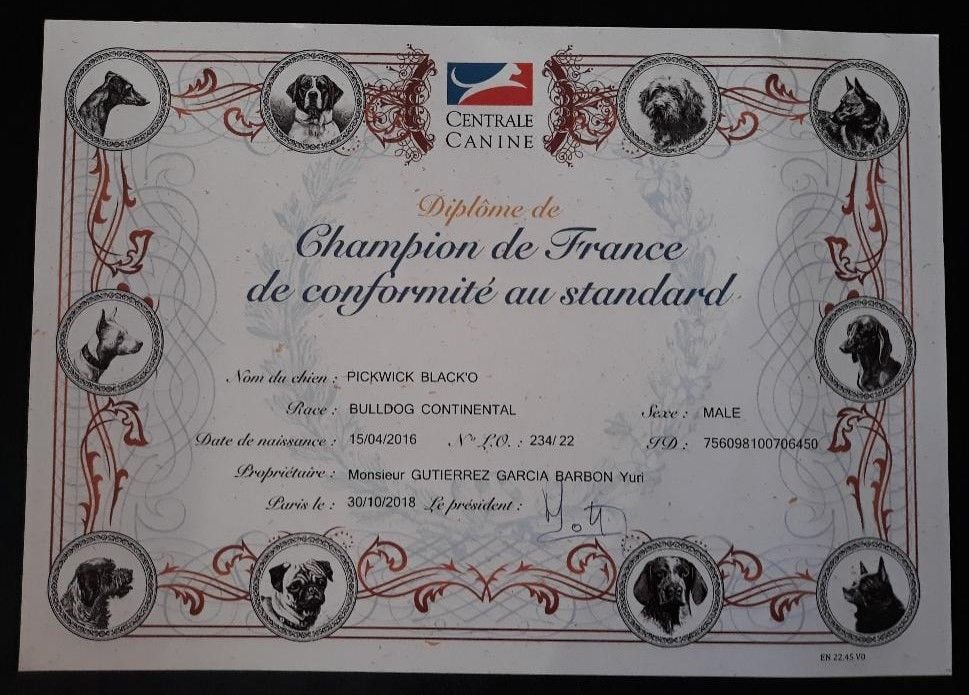 CENTRALE
CANINE
Diplôme de
Champion de France
de conformité au standard
Nom du chien : PICKWICK BLACK'O
Race : BULLDOG CONTINENTAL Sexe : MALE
Date de naissance : 15/04/2016 N° L.O. : 234/ 22 ID : 756098100706450
Propriétaire : Monsieur GUTIERREZ GARCIA BARBON Yuri
Paris le : 30/10/2018 Le président :
EN 22.45 V0